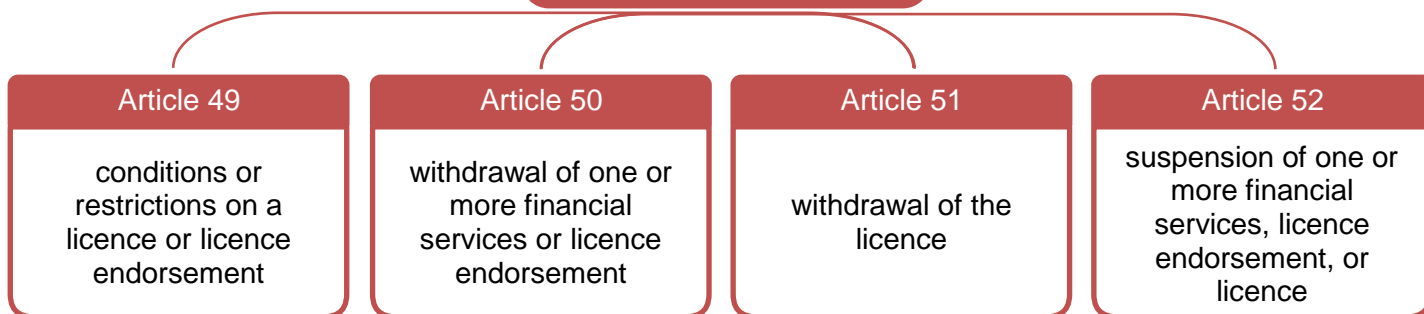 Article 49
conditions or
restrictions on a
licence or licence
endorsement
Article 50
withdrawal of one or
more financial
services or licence
endorsement
Article 51
withdrawal of the
licence
Article 52
suspension of one or
more financial
services, licence
endorsement, or
licence